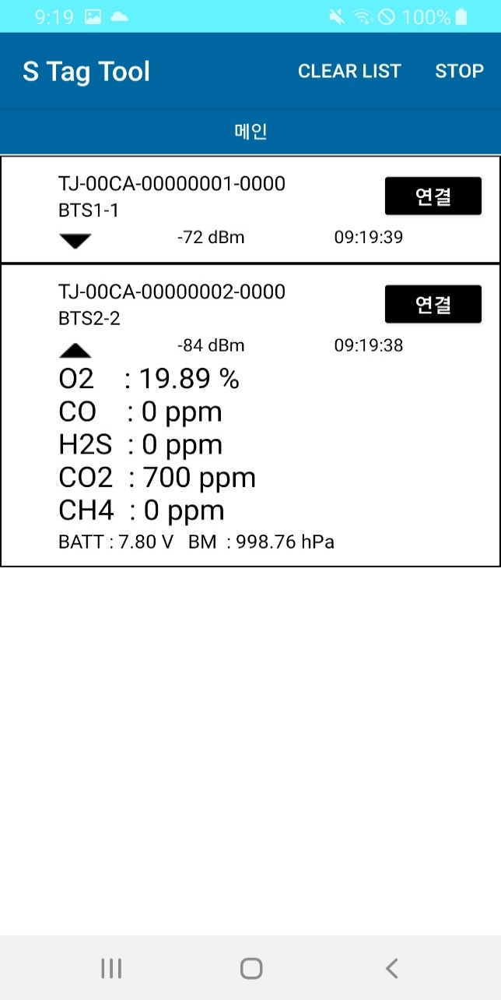 9:19 100%
S Tag Tool CLEAR LIST STOP
메인
TJ-00CA-00000001-0000
연결
BTS1-1
-72 dBm 09:19:39
TJ-00CA-00000002-0000
연결
BTS2-2
-84 dBm 09:19:38
O2 : 19.89 %
CO : 0 ppm
H2S : 0 ppm
CO2 : 700 ppm
CH4 : 0 ppm
BATT : 7.80 V BM : 998.76 hPa